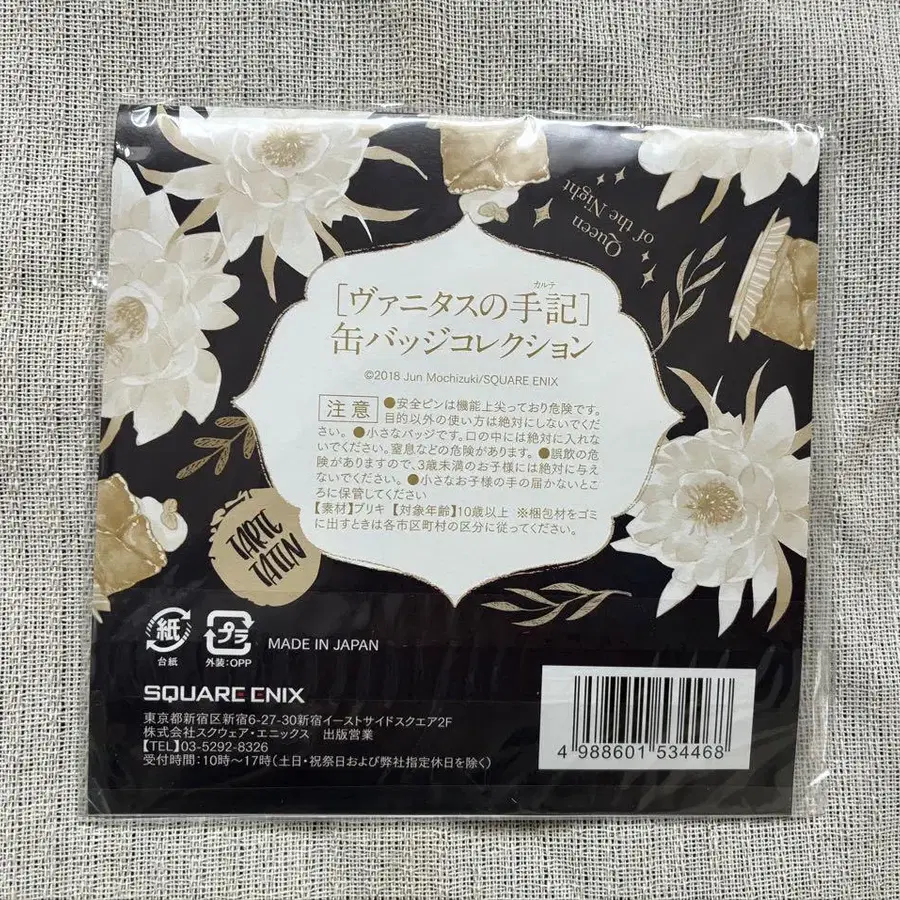 Queen
of the Night
カルテ
[ヴァニタスの手記]
缶バッジコレクション
©2018 Jun Mochizuki/SQUARE ENIX
注意 ●安全ピンは機能上尖っており危険です。
目的以外の使い方は絶対にしないでくだ
さい。●小さなバッジです。口の中には絶対に入れな
いでください。窒息などの危険があります。●誤飲の危
険がありますので、3歳未満のお子様には絶対に与え
ないでください。●小さなお子様の手の届かないとこ
ろに保管してください
【素材】ブリキ 【対象年齢】10歳以上 ※梱包材をゴミ
に出すときは各市区町村の区分に従ってください。
TARTE
TATIN
紙
台紙
プラ
外装:OPP
MADE IN JAPAN
SQUARE ENIX
東京都新宿区新宿6-27-30新宿イーストサイドスクエア2F
株式会社スクウェア・エニックス 出版営業
【TEL】03-5292-8326
受付時間:10時〜17時(土日・祝祭日および弊社指定休日を除く)
4 988601 534468